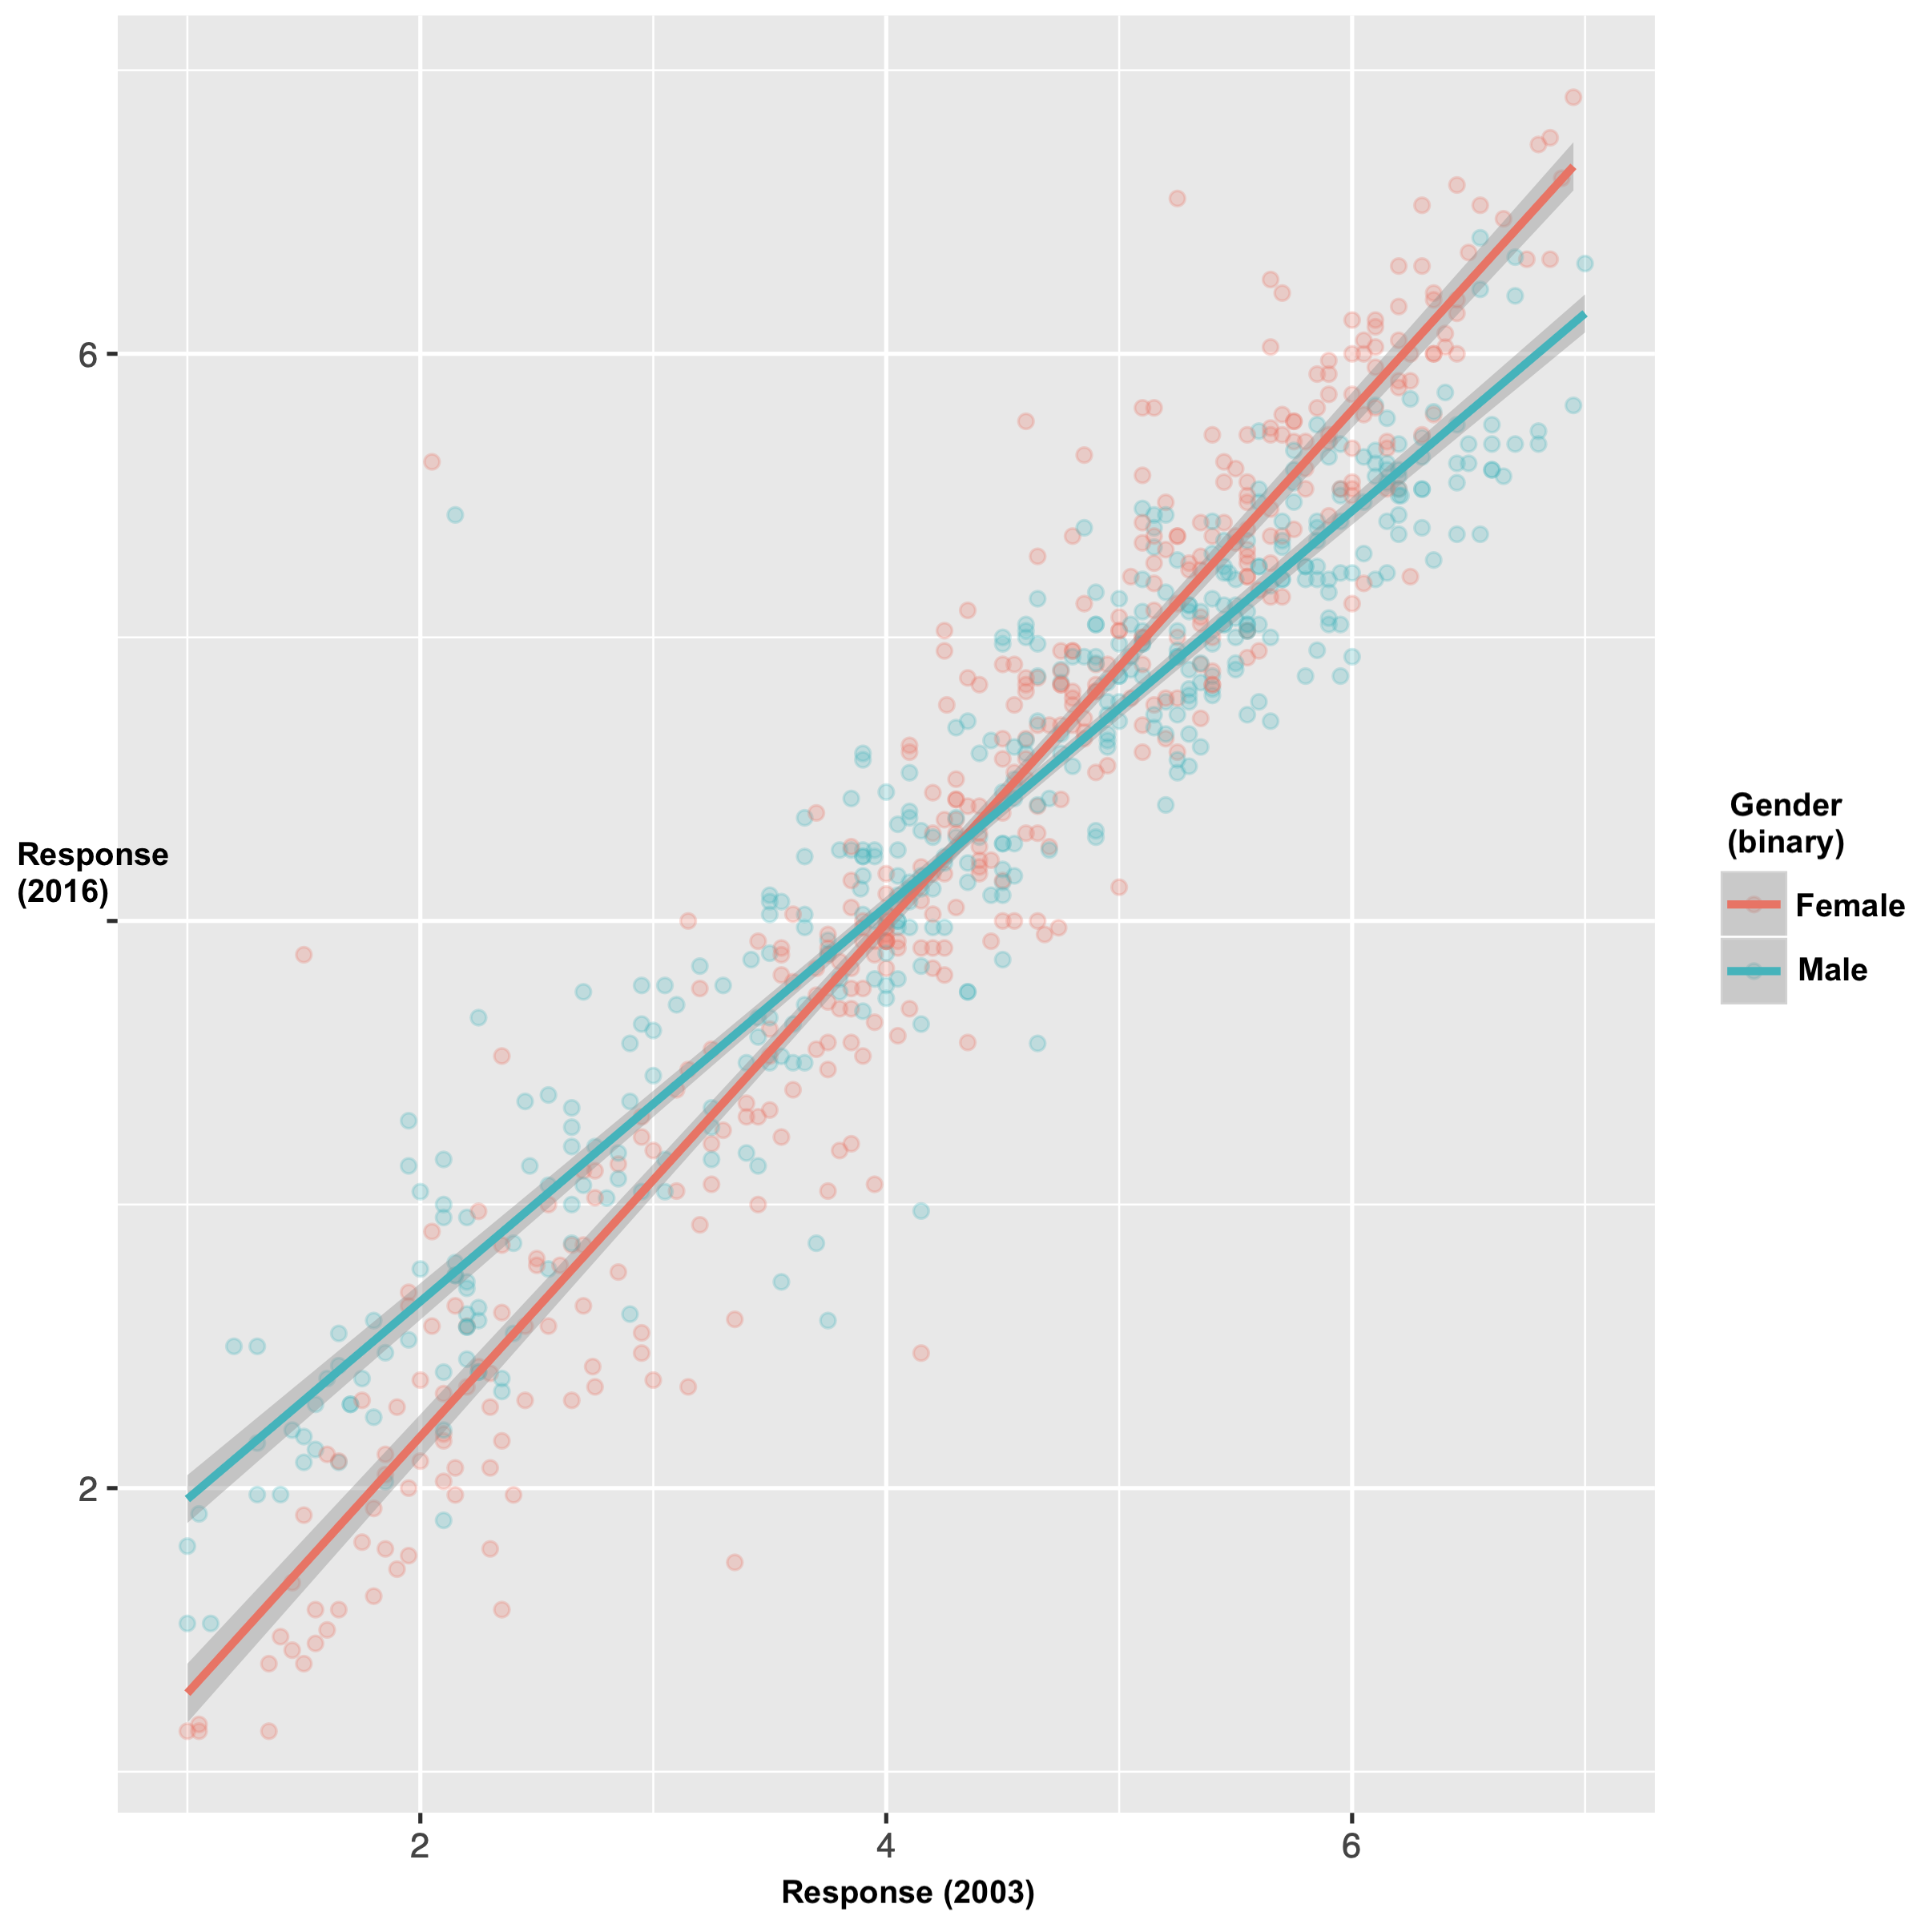 6
Response
(2016)
2
2 4 6
Response (2003)
Gender
(binary)
Female
Male